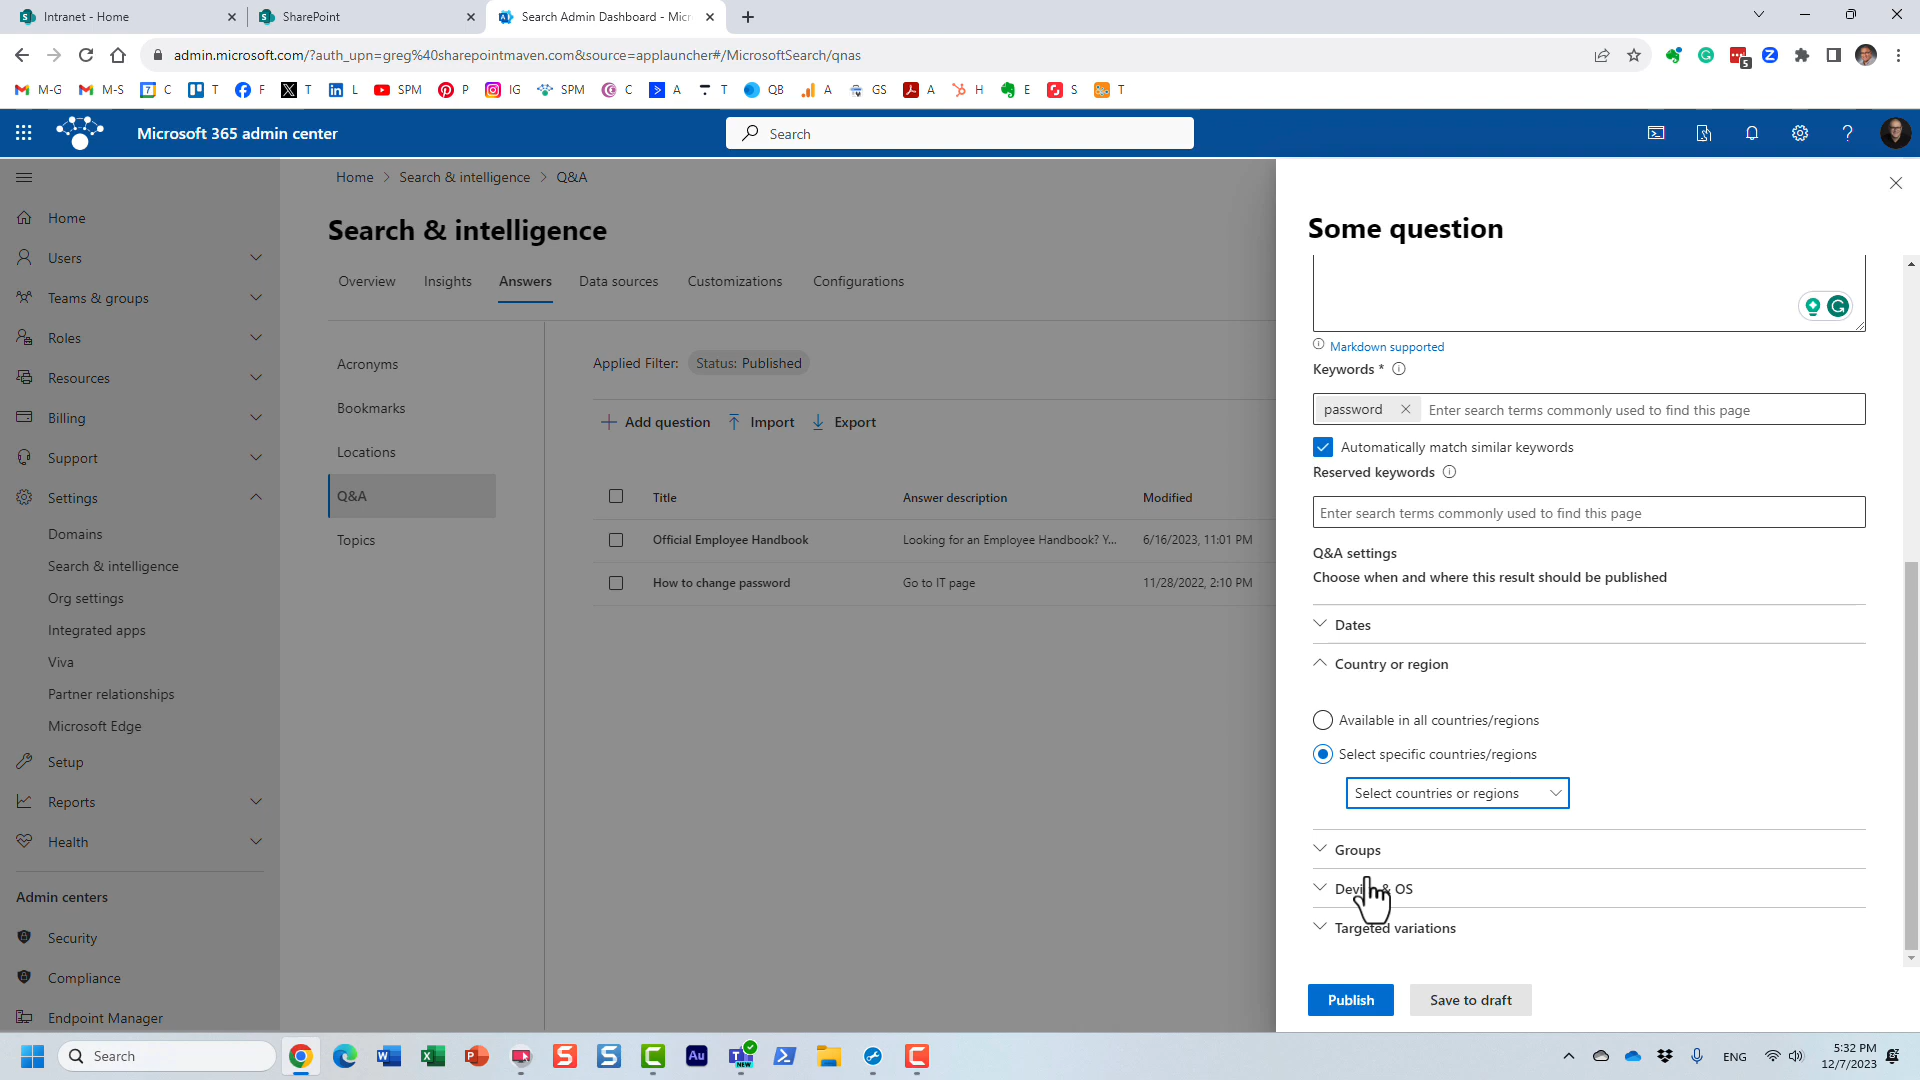 Intranet - Home
SharePoint
Search Admin Dashboard - Micr
admin.microsoft.com/?auth_upn=greg%40sharepointmaven.com&source=applauncher#/MicrosoftSearch/qnas
5
M-G
M-S
7
C
T
F
T
L
SPM
P
IG
SPM
C
A
T
QB
A
GS
A
H
E
S
T
Microsoft 365 admin center
Search
Home > Search & intelligence > Q&A
Search & intelligence
Overview
Insights
Answers
Data sources
Customizations
Configurations
Home
Users
Teams & groups
Roles
Resources
Billing
Support
Settings
Domains
Search & intelligence
Org settings
Integrated apps
Viva
Partner relationships
Microsoft Edge
Setup
Reports
Health
Admin centers
Security
Compliance
Endpoint Manager
Acronyms
Bookmarks
Locations
Q&A
Topics
Applied Filter: Status: Published
Add question
Import
Export
Title Answer description Modified
Official Employee Handbook Looking for an Employee Handbook? Y... 6/16/2023, 11:01 PM
How to change password Go to IT page 11/28/2022, 2:10 PM
Some question
Markdown supported
Keywords *
password Enter search terms commonly used to find this page
Automatically match similar keywords
Reserved keywords
Enter search terms commonly used to find this page
Q&A settings
Choose when and where this result should be published
Dates
Country or region
Available in all countries/regions
Select specific countries/regions
Select countries or regions
Groups
& OS
Targeted variations
Publish
Save to draft
Search
Au
NEW
ENG
5:32 PM
12/7/2023